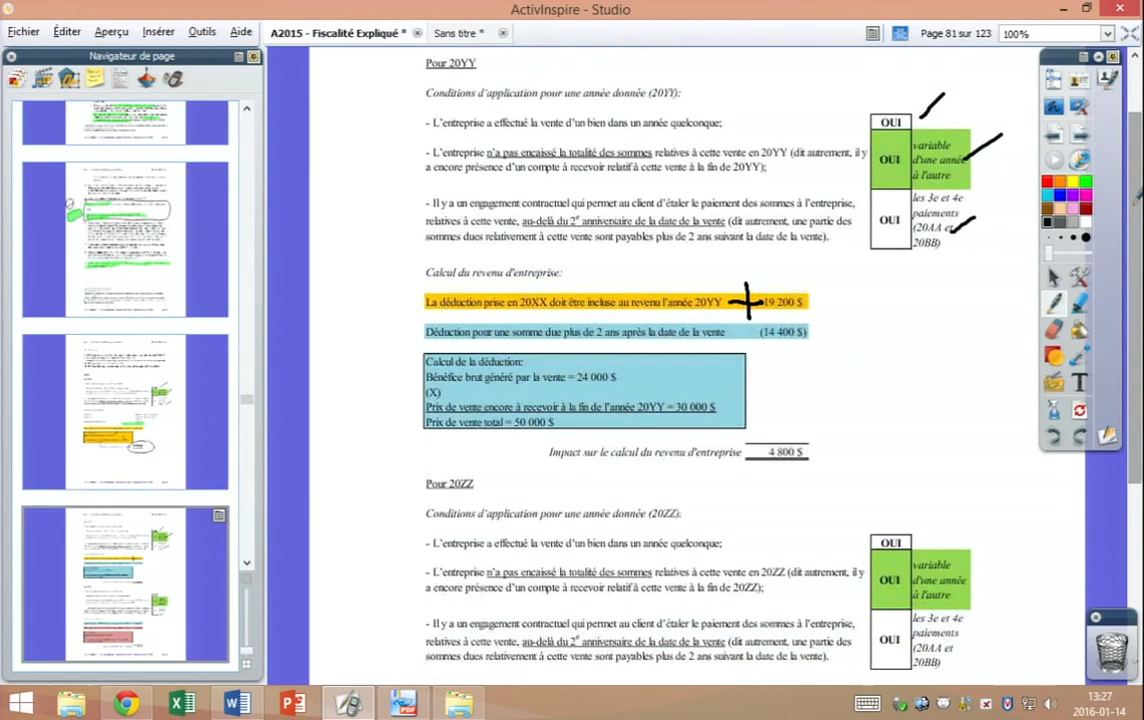 ActivInspire - Studio
Fichier Éditer Aperçu Insérer Outils Aide
A2015 - Fiscalité Expliqué * Sans titre *
Page 81 sur 123 100%
Navigateur de page
Pour 20YY
Conditions d'application pour une année donnée (20YY):
- L'entreprise a effectué la vente d'un bien dans un année quelconque;
OUI
- L'entreprise n'a pas encaissé la totalité des sommes relatives à cette vente en 20YY (dit autrement, il y
a encore présence d'un compte à recevoir relatif à cette vente à la fin de 20YY);
OUI
variable
d'une année
à l'autre
- Il y a un engagement contractuel qui permet au client d'étaler le paiement des sommes à l'entreprise,
relatives à cette vente, au-delà du 2e anniversaire de la date de la vente (dit autrement, une partie des
sommes dues relativement à cette vente sont payables plus de 2 ans suivant la date de la vente).
OUI
les 3e et 4e
paiements
(20AA et
20BB)
Calcul du revenu d'entreprise:
La déduction prise en 20XX doit être incluse au revenu l'année 20YY + 19 200 $
Déduction pour une somme due plus de 2 ans après la date de la vente (14 400 $)
Calcul de la déduction:
Bénéfice brut généré par la vente = 24 000 $
(X)
Prix de vente encore à recevoir à la fin de l'année 20YY = 30 000 $
Prix de vente total = 50 000 $
Impact sur le calcul du revenu d'entreprise 4 800 $
Pour 20ZZ
Conditions d'application pour une année donnée (20ZZ):
- L'entreprise a effectué la vente d'un bien dans un année quelconque;
OUI
- L'entreprise n'a pas encaissé la totalité des sommes relatives à cette vente en 20ZZ (dit autrement, il y
a encore présence d'un compte à recevoir relatif à cette vente à la fin de 20ZZ);
OUI
variable
d'une année
à l'autre
- Il y a un engagement contractuel qui permet au client d'étaler le paiement des sommes à l'entreprise,
relatives à cette vente, au-delà du 2e anniversaire de la date de la vente (dit autrement, une partie des
sommes dues relativement à cette vente sont payables plus de 2 ans suivant la date de la vente).
OUI
les 3e et 4e
paiements
(20AA et
20BB)
13:27
2016-01-14